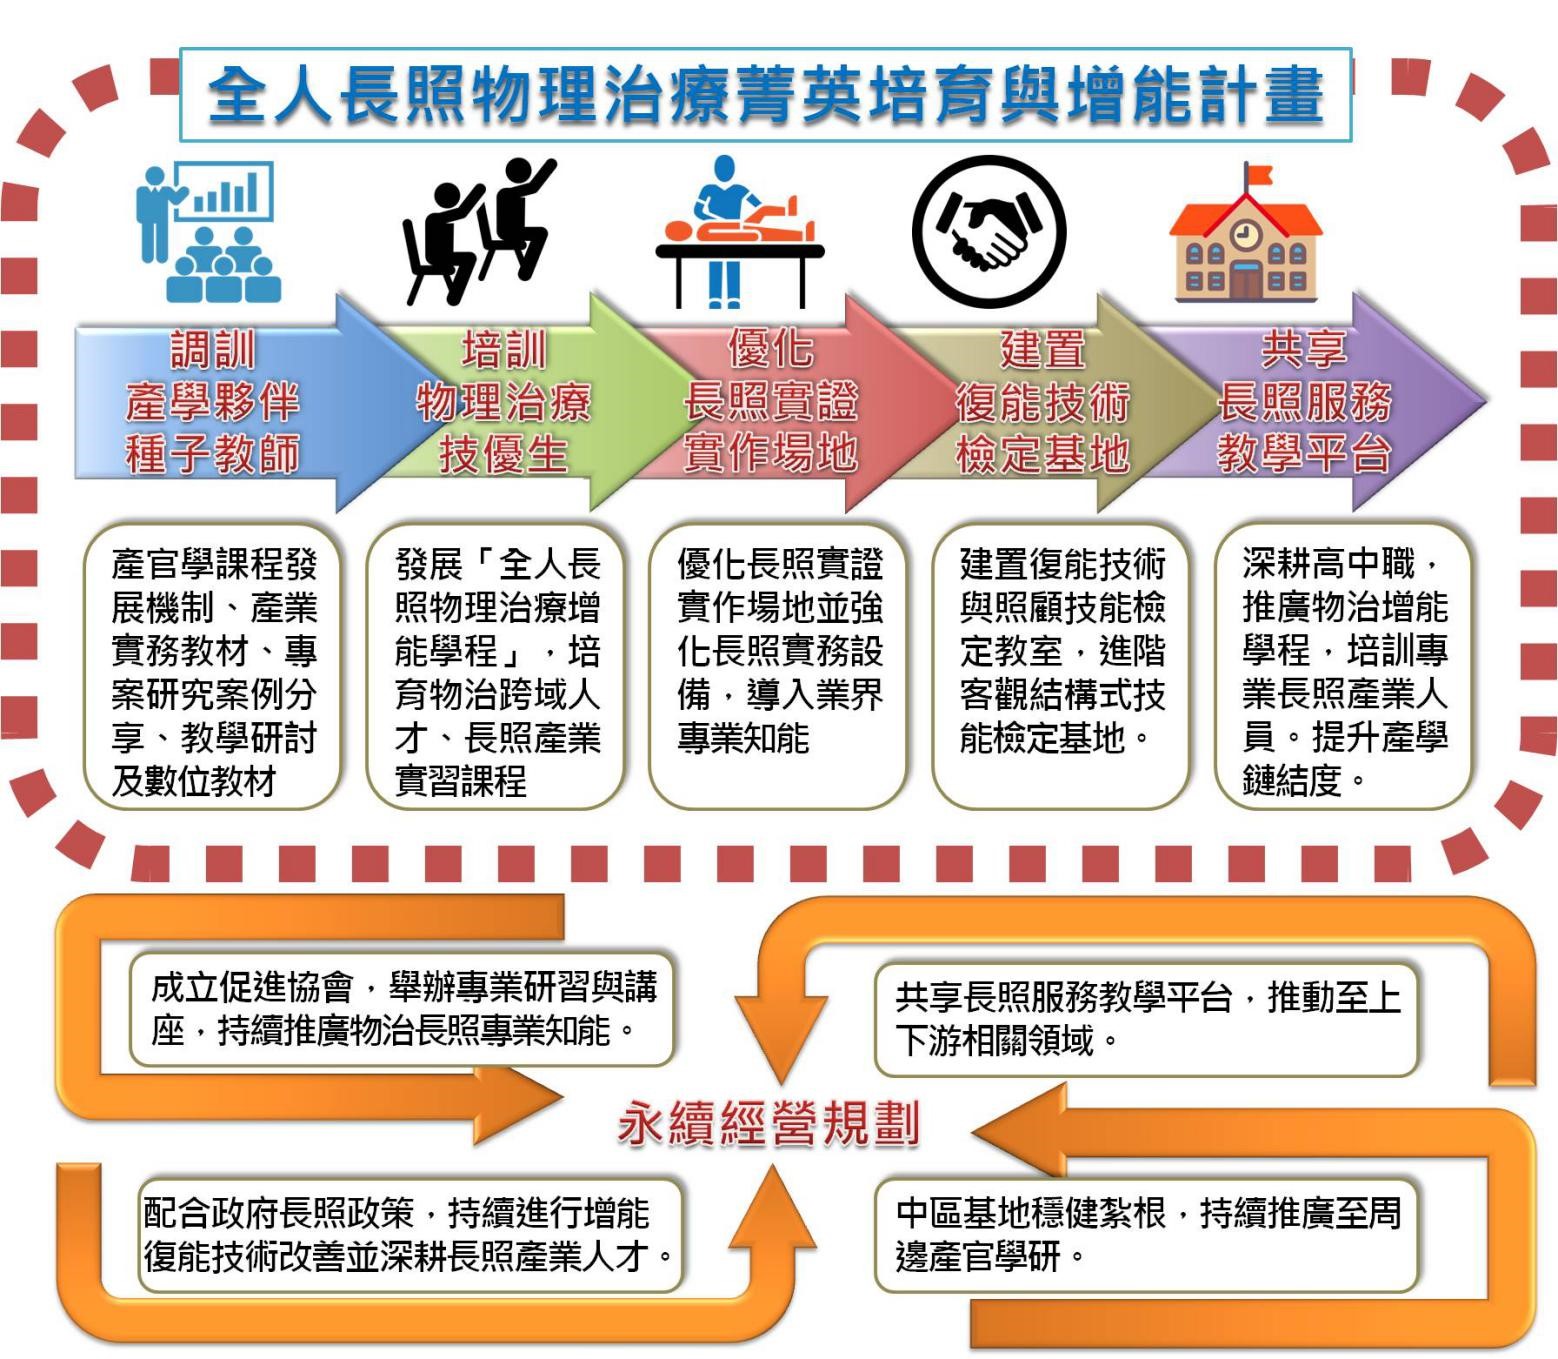 全人長照物理治療菁英培育與增能計畫
調訓
產學夥伴
種子教師
培訓
物理治療
技優生
優化
長照實證
實作場地
建置
復能技術
檢定基地
共享
長照服務
教學平台
產官學課程發
展機制、產業
實務教材、專
案研究案例分
享、教學研討
及數位教材
發展「全人長
照物理治療增
能學程」，培
育物治跨域人
才、長照產業
實習課程
優化長照實證
實作場地並強
化長照實務設
備，導入業界
專業知能
建置復能技術
與照顧技能檢
定教室，進階
客觀結構式技
能檢定基地。
深耕高中職，
推廣物治增能
學程，培訓專
業長照產業人
員。提升產學
鏈結度。
成立促進協會，舉辦專業研習與講
座，持續推廣物治長照專業知能。
共享長照服務教學平台，推動至上
下游相關領域。
永續經營規劃
配合政府長照政策，持續進行增能
復能技術改善並深耕長照產業人才。
中區基地穩健紮根，持續推廣至周
邊產官學研。